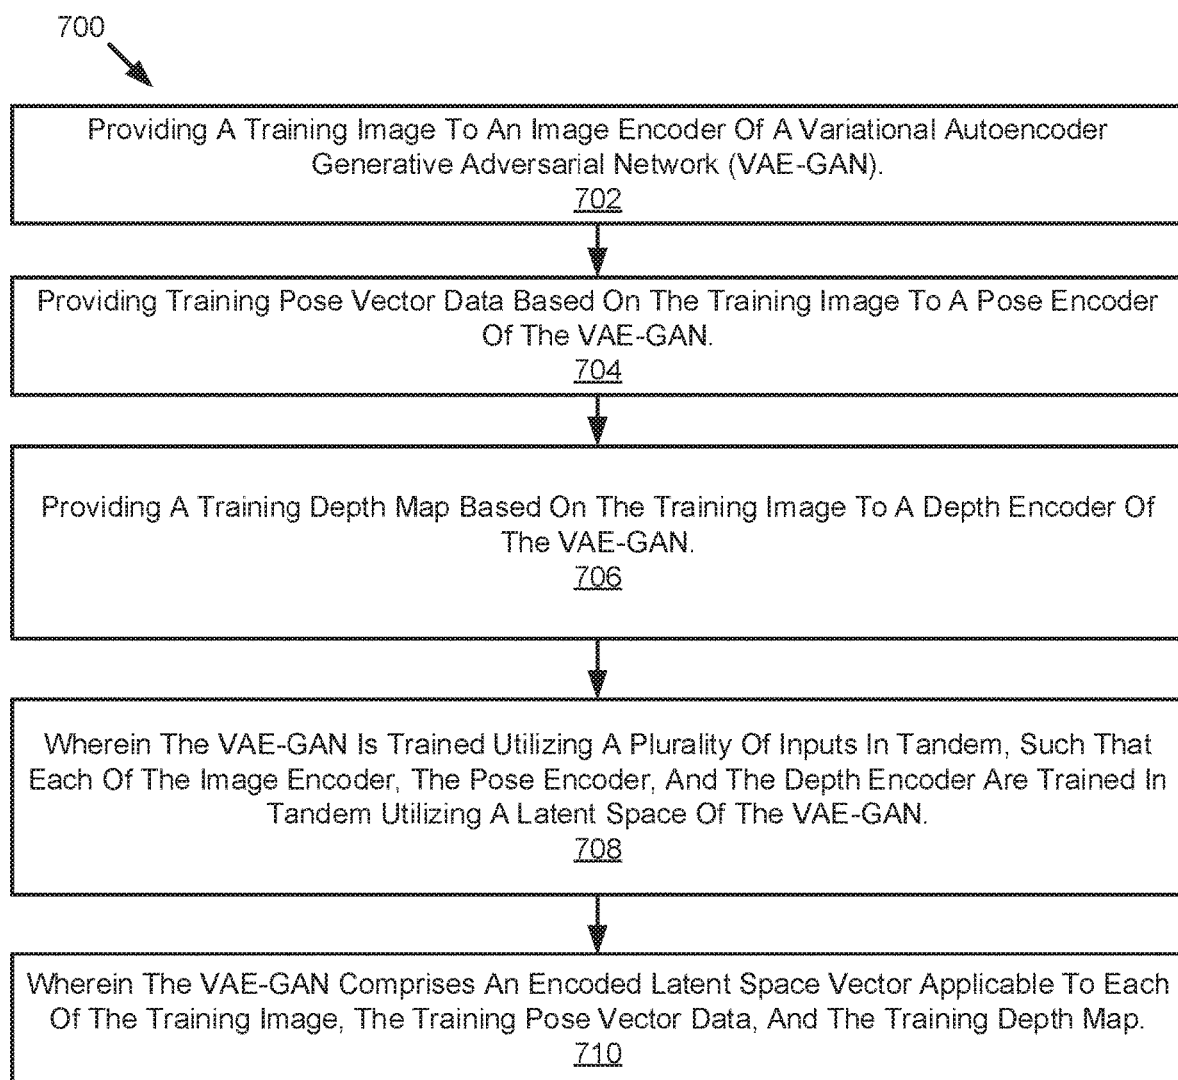 700
Providing A Training Image To An Image Encoder Of A Variational Autoencoder
Generative Adversarial Network (VAE-GAN).
702
Providing Training Pose Vector Data Based On The Training Image To A Pose Encoder
Of The VAE-GAN.
704
Providing A Training Depth Map Based On The Training Image To A Depth Encoder Of
The VAE-GAN.
706
Wherein The VAE-GAN Is Trained Utilizing A Plurality Of Inputs In Tandem, Such That
Each Of The Image Encoder, The Pose Encoder, And The Depth Encoder Are Trained In
Tandem Utilizing A Latent Space Of The VAE-GAN.
708
Wherein The VAE-GAN Comprises An Encoded Latent Space Vector Applicable To Each
Of The Training Image, The Training Pose Vector Data, And The Training Depth Map.
710